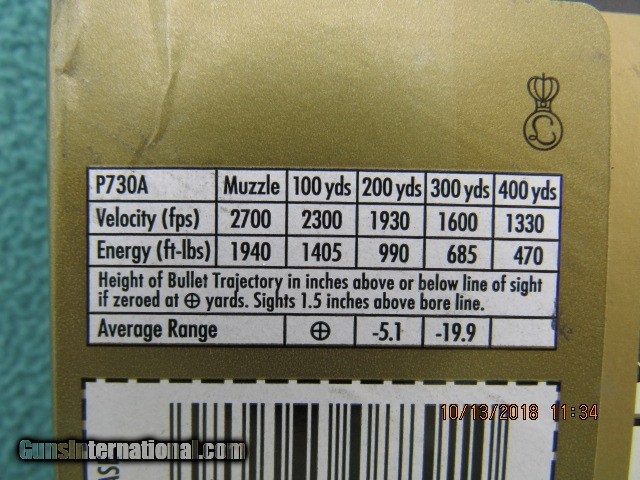 L
P730A Muzzle 100 yds 200 yds 300 yds 400 yds
Velocity (fps) 2700 2300 1930 1600 1330
Energy (ft-lbs) 1940 1405 990 685 470
Height of Bullet Trajectory in inches above or below line of sight
if zeroed at ⊕ yards. Sights 1.5 inches above bore line.
Average Range ⊕ -5.1 -19.9
10/13/2018 11:34
GunsInternational.com